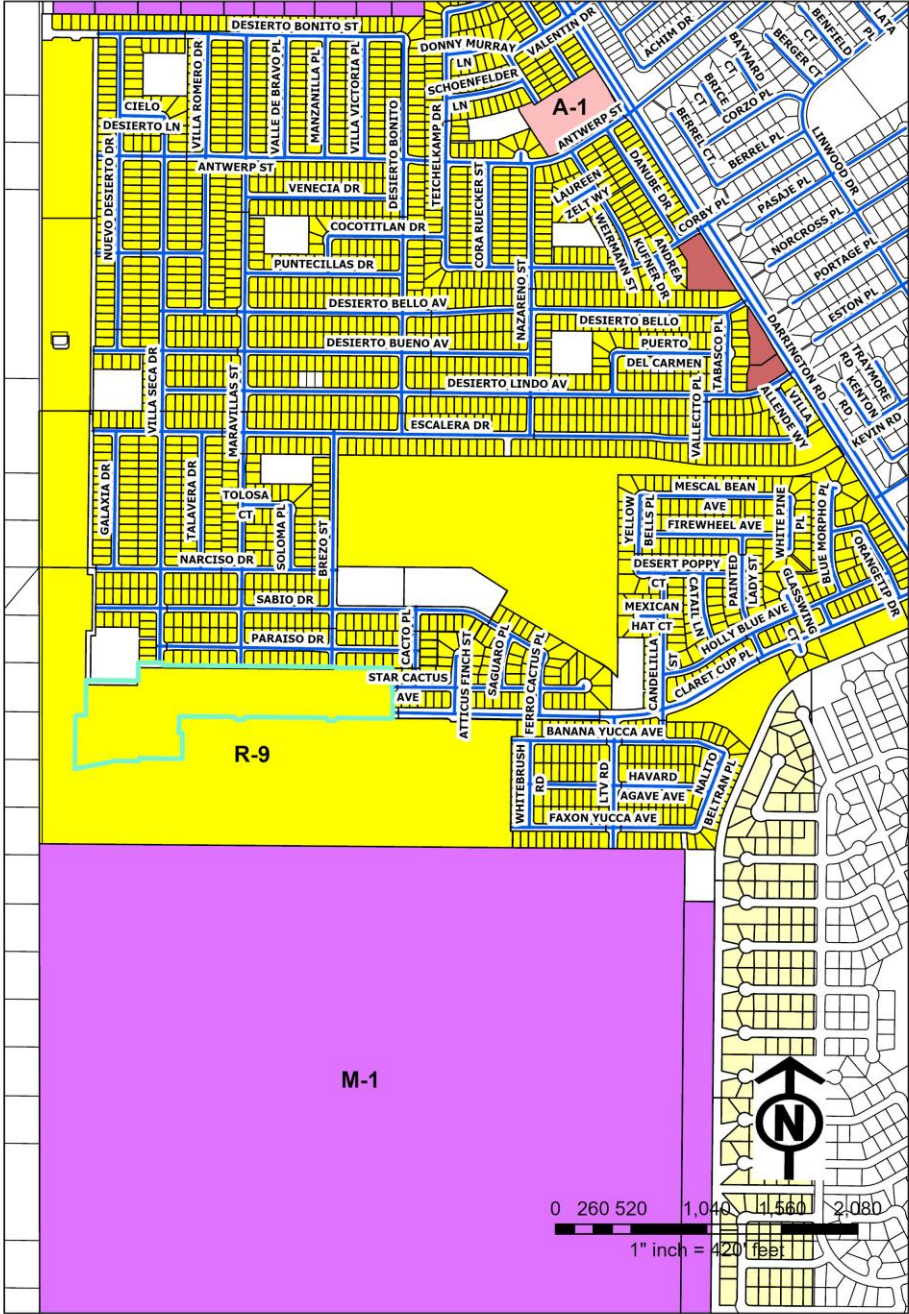 DESIERTO BONITO ST
DONNY MURRAY
LN
VALENTIN DR
ACHIM DR
BENFIELD
PL
LATTA
BAYNARD
CT
BERGER CT
SCHOENFELDER
LN
VILLA ROMERO DR
VALLE DE BRAVO PL
MANZANILLA PL
VILLA VICTORIA PL
DESIERTO BONITO
TEICHELKAMP DR
BRICE
CT
CORZO PL
CIELO
DESIERTO LN
A-1
ANTWERP ST
BERREL CT
BERREL PL
LINWOOD DR
ANTWERP ST
NUEVO DESIERTO DR
VENECIA DR
CORA RUECKER ST
LAUREEN
ZELT WY
DANUBE DR
PASAJE PL
CORBY PL
NORCROSS PL
COCOTITLAN DR
WEIRMANN ST
KUFNER DR
ANDREA
PORTAGE PL
PUNTECILLAS DR
NAZARENO ST
ESTON PL
DESIERTO BELLO AV
DESIERTO BELLO
DARRINGTON RD
DESIERTO BUENO AV
PUERTO
DEL CARMEN
TABASCO PL
TRAYNORE
RD
KENTON
RD
KEVIN RD
VILLA SECA DR
MARAVILLAS ST
DESIERTO LINDO AV
VALLECITO PL
VILLA
ALLENDE WY
ESCALERA DR
GALAXIA DR
TALAVERA DR
TOLOSA
CT
SOLOMA PL
BREZO ST
YELLOW
BELLS PL
MESCAL BEAN
AVE
FIREWHEEL AVE
WHITE PINE
PL
BLUE MORPHO PL
NARCISO DR
DESERT POPPY
CT
PAINTED
LADY ST
ORANGETIP DR
SABIO DR
MEXICAN
HAT CT
CATTAIL LN
HOLLY BLUE AVE
GLASSWING
CT
PARAISO DR
CACTO PL
ATTICUS FINCH ST
SAGUARO PL
FERRO CACTUS PL
CANDELILLA
ST
CLARET CUP PL
STAR CACTUS
AVE
BANANA YUCCA AVE
R-9
WHITEBRUSH
RD
LTV RD
HAVARD
AGAVE AVE
NALITO
BELTRAN PL
FAXON YUCCA AVE
M-1
N
0 260 520 1,040 1,560 2,080
1" inch = 420' feet